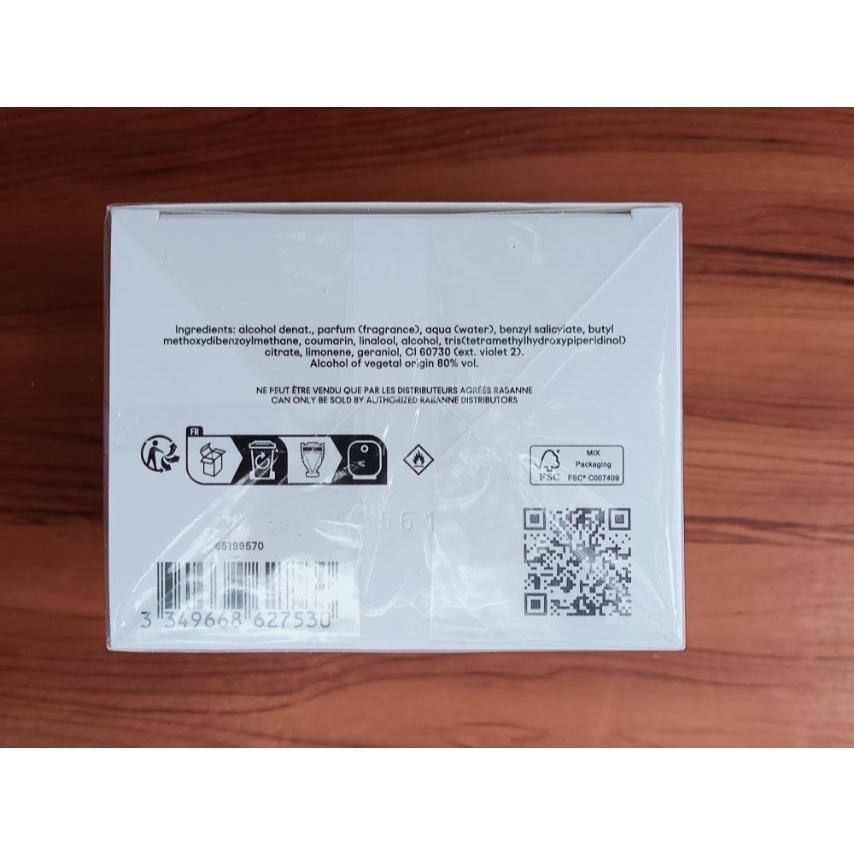 Ingredients: alcohol denat., parfum (fragrance), aqua (water), benzyl salicylate, butyl
methoxydibenzoylmethane, coumarin, linalool, alcohol, tris(tetramethylhydroxypiperidinol)
citrate, limonene, geraniol, CI 60730 (ext. violet 2).
Alcohol of vegetal origin 80% vol.
NE PEUT ÊTRE VENDU QUE PAR LES DISTRIBUTEURS AGRÉÉS RABANNE
CAN ONLY BE SOLD BY AUTHORIZED RABANNE DISTRIBUTORS
FR
MIX
Packaging
FSC
FSC® C007409
561
65199570
3 349668 627530